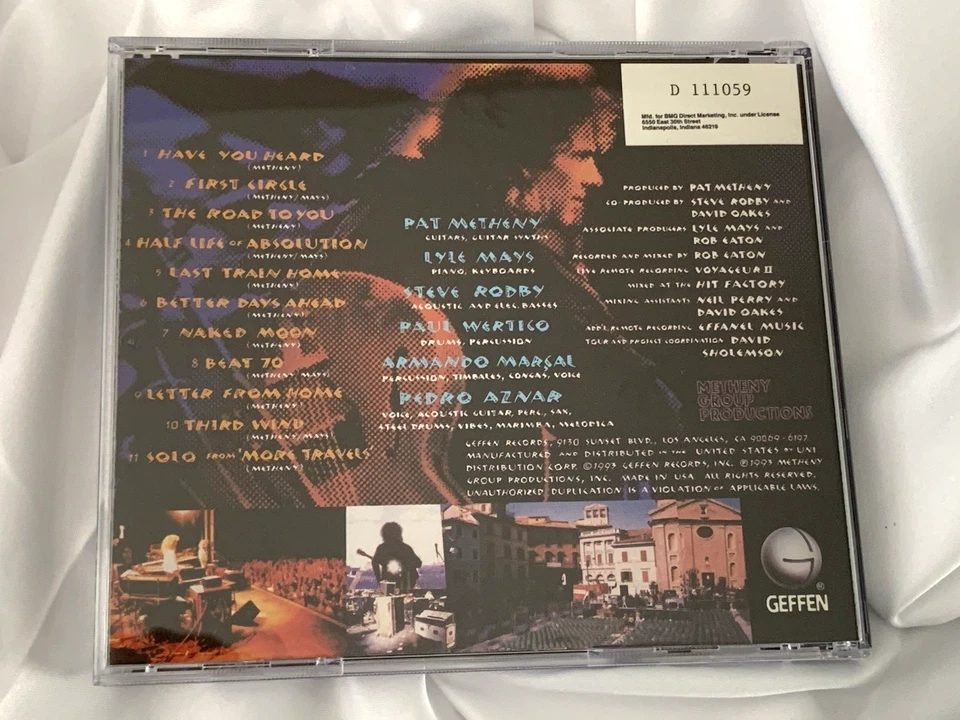 D 111059
Mfd. for BMG Direct Marketing, Inc. under License
6550 East 30th Street
Indianapolis, Indiana 46219
1 HAVE YOU HEARD
(METHENY)
2 FIRST CIRCLE
(METHENY/MAYS)
3 THE ROAD TO YOU
(METHENY)
4 HALF LIFE OF ABSOLUTION
(METHENY/MAYS)
5 LAST TRAIN HOME
(METHENY)
6 BETTER DAYS AHEAD
(METHENY)
7 NAKED MOON
(METHENY)
8 BEAT 70
(METHENY/MAYS)
9 LETTER FROM HOME
(METHENY)
10 THIRD WIND
(METHENY/MAYS)
11 SOLO FROM 'MORE TRAVELS'
(METHENY)
PAT METHENY
GUITARS, GUITAR SYNTHS
LYLE MAYS
PIANO, KEYBOARDS
STEVE RODBY
ACOUSTIC AND ELEC. BASSES
PAUL WERTICO
DRUMS, PERCUSSION
ARMANDO MARÇAL
PERCUSSION, TIMBALES, CONGAS, VOICE
PEDRO AZNAR
VOICE, ACOUSTIC GUITAR, PERC., SAX,
STEEL DRUMS, VIBES, MARIMBA, MELODICA
PRODUCED BY PAT METHENY
CO-PRODUCED BY STEVE RODBY AND
DAVID OAKES
ASSOCIATE PRODUCERS LYLE MAYS AND
ROB EATON
RECORDED AND MIXED BY ROB EATON
LIVE REMOTE RECORDING VOYAGEUR II
MIXED AT THE HIT FACTORY
MIXING ASSISTANTS NEIL PERRY AND
DAVID OAKES
ADD'L REMOTE RECORDING EFFANEL MUSIC
TOUR AND PROJECT COORDINATION DAVID
SHOLEMSON
METHENY
GROUP
PRODUCTIONS
GEFFEN RECORDS, 9130 SUNSET BLVD., LOS ANGELES, CA 90069-6197.
MANUFACTURED AND DISTRIBUTED IN THE UNITED STATES BY UNI
DISTRIBUTION CORP. ©1993 GEFFEN RECORDS, INC. ℗1993 METHENY
GROUP PRODUCTIONS, INC. MADE IN USA. ALL RIGHTS RESERVED.
UNAUTHORIZED DUPLICATION IS A VIOLATION OF APPLICABLE LAWS.
GEFFEN
®